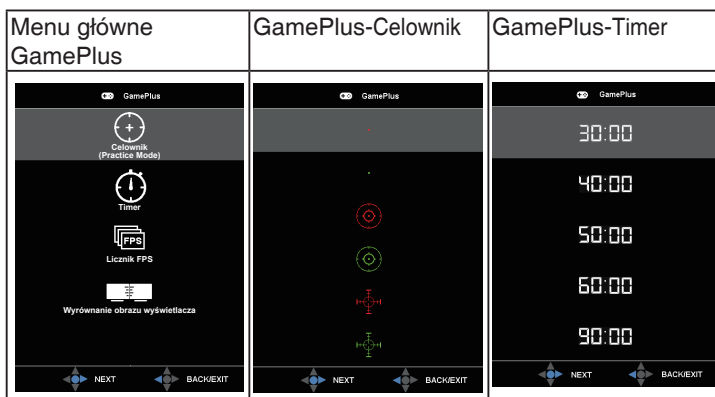 Menu główne
GamePlus
GamePlus-Celownik
GamePlus-Timer
GamePlus
Celownik
(Practice Mode)
Timer
FPS
Licznik FPS
Wyrównanie obrazu wyświetlacza
NEXT
BACK/EXIT
GamePlus
NEXT
BACK/EXIT
GamePlus
30:00
40:00
50:00
60:00
90:00
NEXT
BACK/EXIT